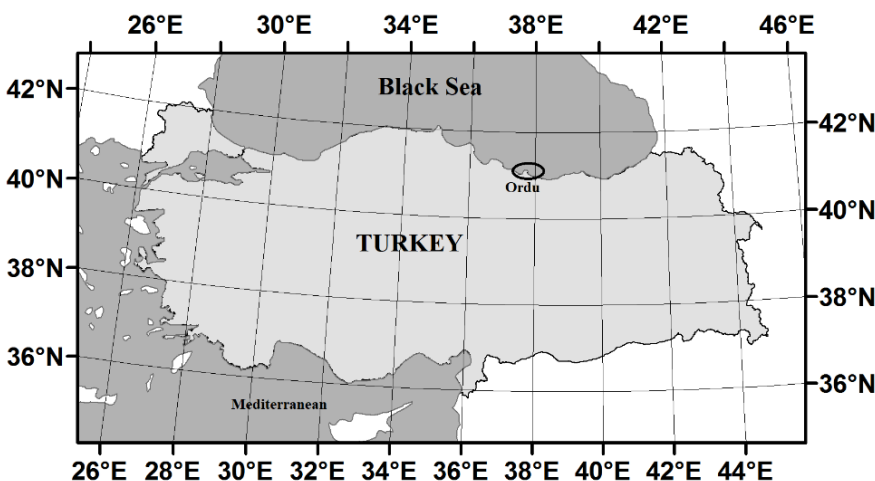 26°E 30°E 34°E 38°E 42°E 46°E
42°N
Black Sea
42°N
40°N
Ordu
40°N
TURKEY
38°N
38°N
36°N
36°N
Mediterranean
26°E 28°E 30°E 32°E 34°E 36°E 38°E 40°E 42°E 44°E